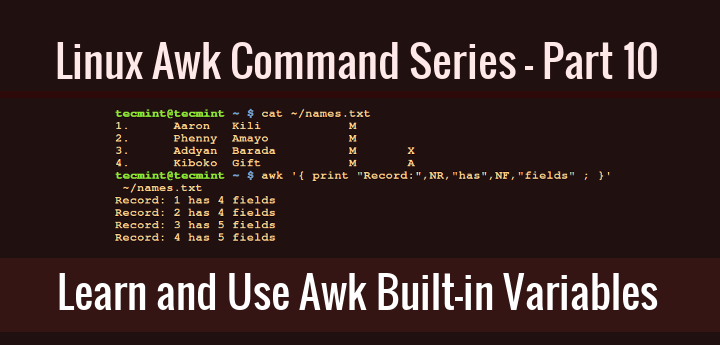 Linux Awk Command Series - Part 10
tecmint@tecmint ~ $ cat ~/names.txt
1. Aaron Kili M
2. Phenny Amayo M
3. Addyan Barada M X
4. Kiboko Gift M A
tecmint@tecmint ~ $ awk '{ print "Record:",NR,"has",NF,"fields" ; }'
~/names.txt
Record: 1 has 4 fields
Record: 2 has 4 fields
Record: 3 has 5 fields
Record: 4 has 5 fields
Learn and Use Awk Built-in Variables